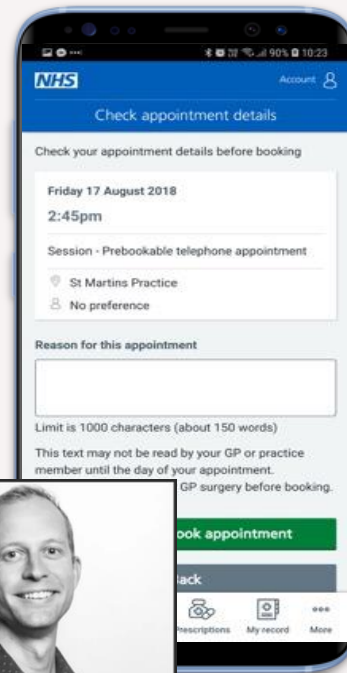 90% 10:23
NHS
Account
Check appointment details
Check your appointment details before booking
Friday 17 August 2018
2:45pm
Session - Prebookable telephone appointment
St Martins Practice
No preference
Reason for this appointment
Limit is 1000 characters (about 150 words)
This text may not be read by your GP or practice
member until the day of your appointment.
GP surgery before booking.
ook appointment
ack
Prescriptions My record More